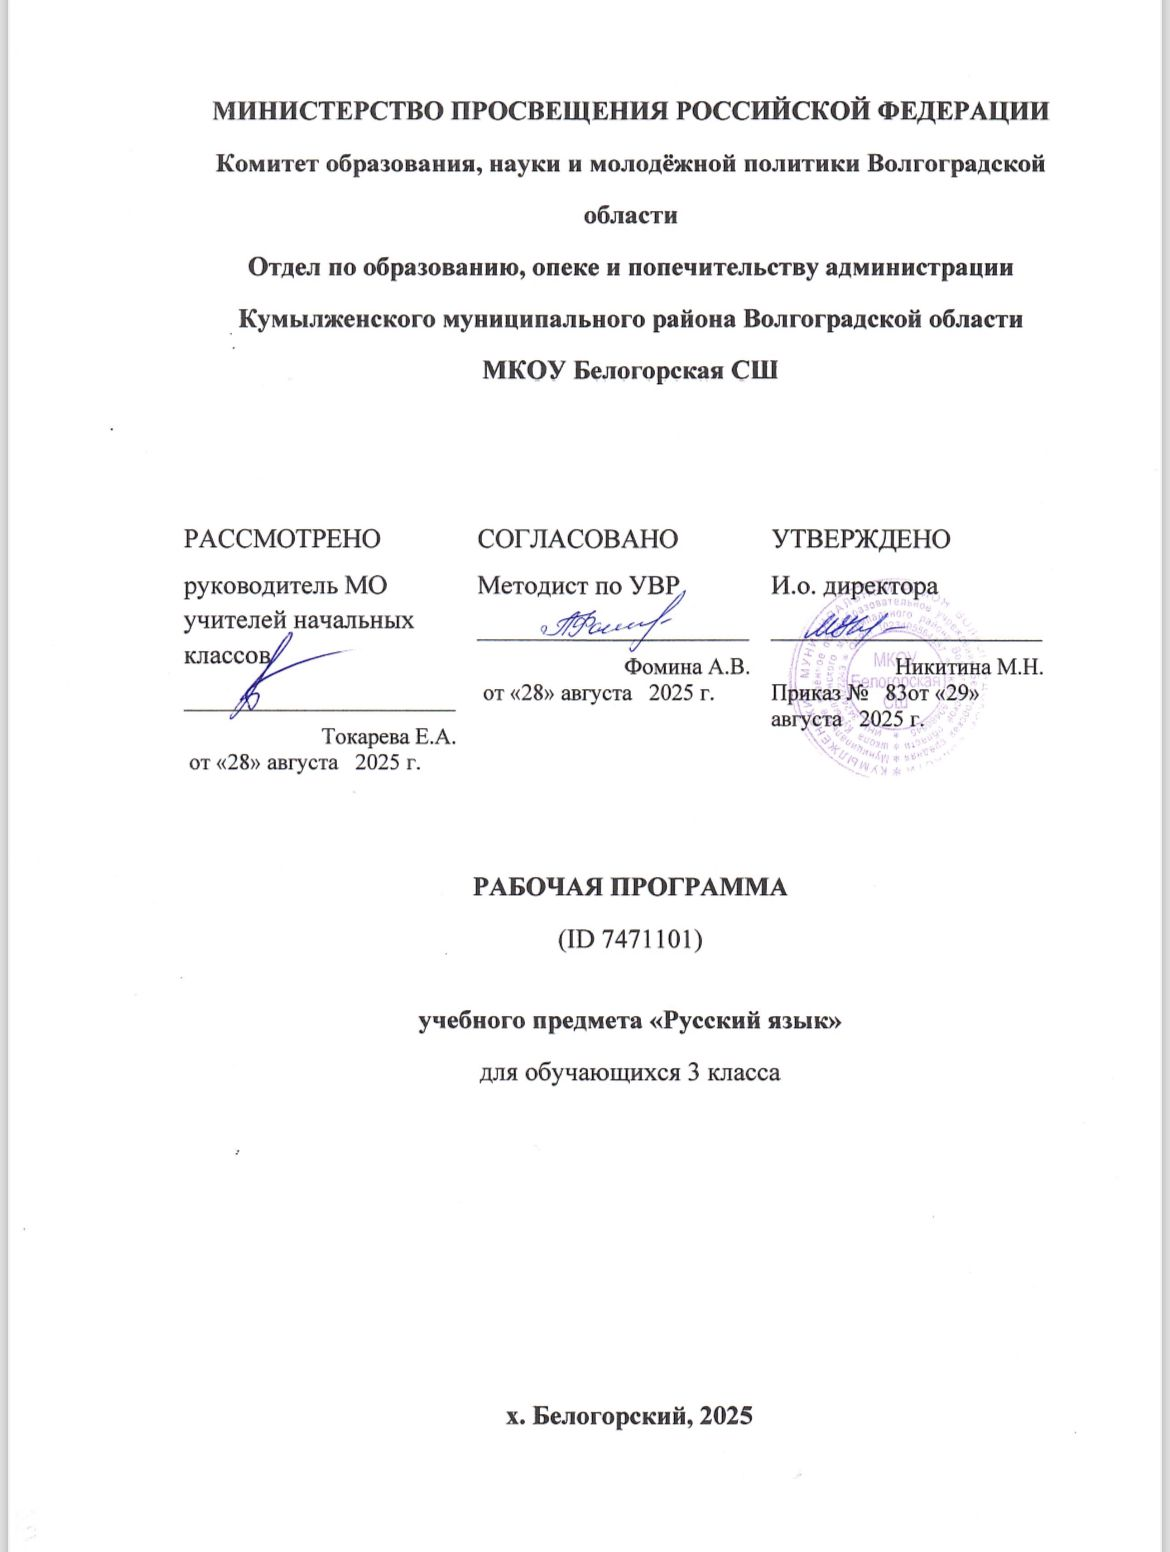 МИНИСТЕРСТВО ПРОСВЕЩЕНИЯ РОССИЙСКОЙ ФЕДЕРАЦИИ
Комитет образования, науки и молодёжной политики Волгоградской
области
Отдел по образованию, опеке и попечительству администрации
Кумылженского муниципального района Волгоградской области
МКОУ Белогорская СШ
РАССМОТРЕНО
руководитель МО
учителей начальных
классов
Токарева Е.А.
от «28» августа 2025 г.
СОГЛАСОВАНО
Методист по УВР
Фомина А.В.
от «28» августа 2025 г.
УТВЕРЖДЕНО
И.о. директора
Никитина М.Н.
Приказ № 83от «29»
августа 2025 г.
МКОУ
Белогорская
СШ
РАБОЧАЯ ПРОГРАММА
(ID 7471101)
учебного предмета «Русский язык»
для обучающихся 3 класса
х. Белогорский, 2025